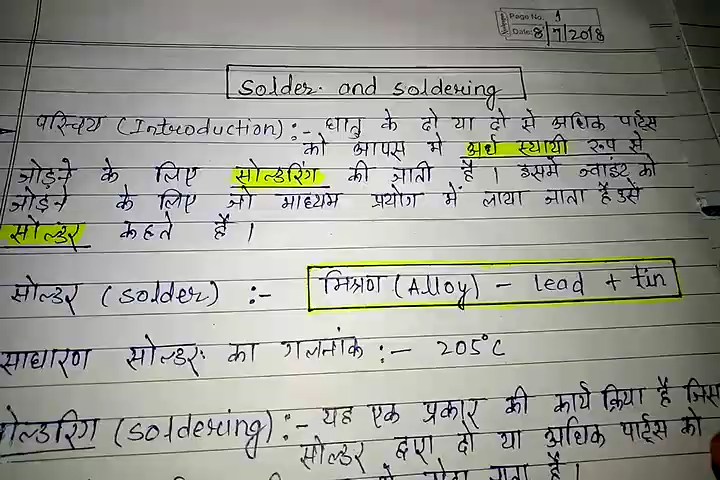 Page No. 1
Date: 8/7/2018
Solder and soldering
परिचय (Introduction) :- धातु के दो या दो से अधिक पार्ट्स
को आपस मे अर्ध स्थायी रूप से
जोड़ने के लिए सोल्डरिंग की जाती है । इसमें ज्वाइंट को
जोड़ने के लिए जो माध्यम प्रयोग में लाया जाता है उसे
सोल्डर कहते है ।
सोल्डर (Solder) :- मिश्रण (Alloy) - lead + tin
साधारण सोल्डर का गलनांक :- 205°C
सोल्डरिंग (soldering) :- यह एक प्रकार की कार्य क्रिया है जिस
सोल्डर द्वारा दो या अधिक पार्ट्स को
जाता है ।